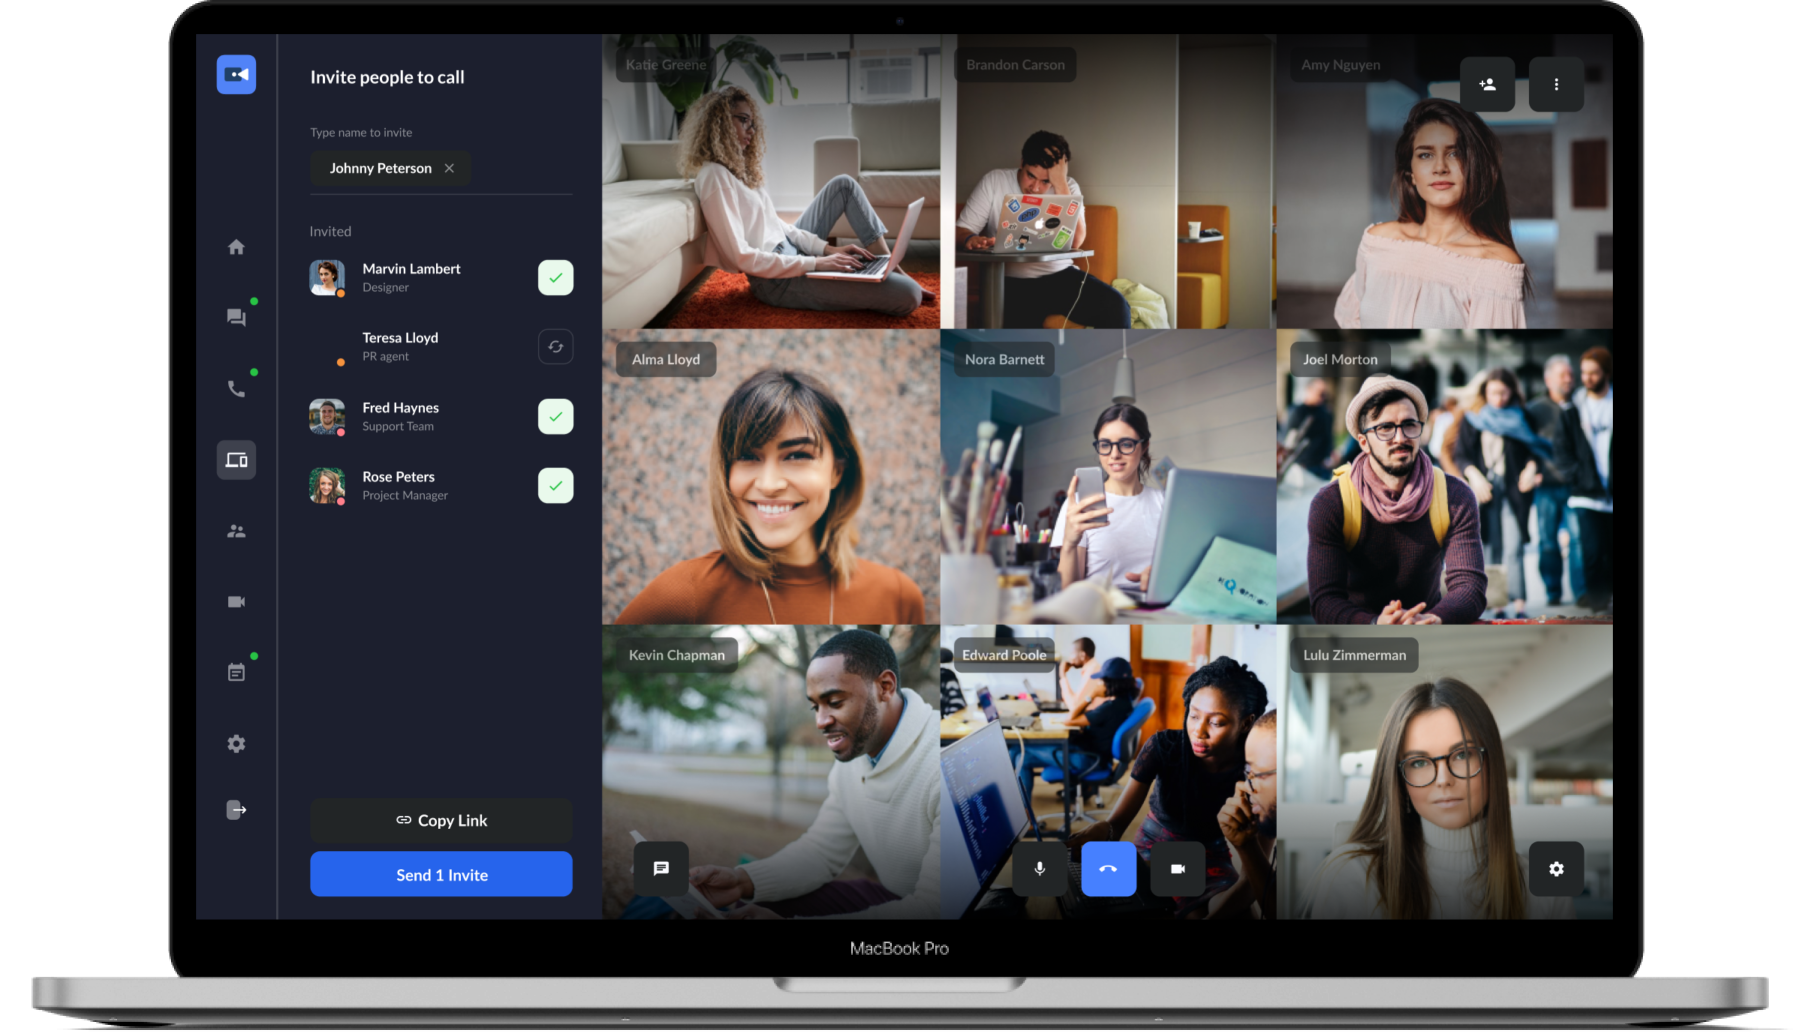 Invite people to call
Type name to invite
Johnny Peterson
Invited
Marvin Lambert
Designer
Teresa Lloyd
PR agent
Fred Haynes
Support Team
Rose Peters
Project Manager
Copy Link
Send 1 Invite
Katie Greene
Brandon Carson
Amy Nguyen
Alma Lloyd
Nora Barnett
Joel Morton
Kevin Chapman
Edward Poole
Lulu Zimmerman
MacBook Pro